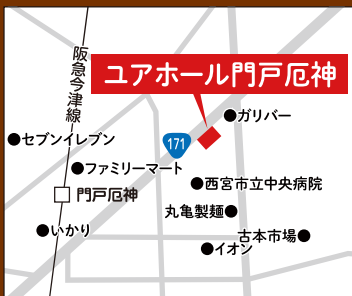 阪急今津線
ユアホール門戸厄神
ガリバー
セブンイレブン
171
ファミリーマート
西宮市立中央病院
門戸厄神
丸亀製麺
いかり
古本市場
イオン